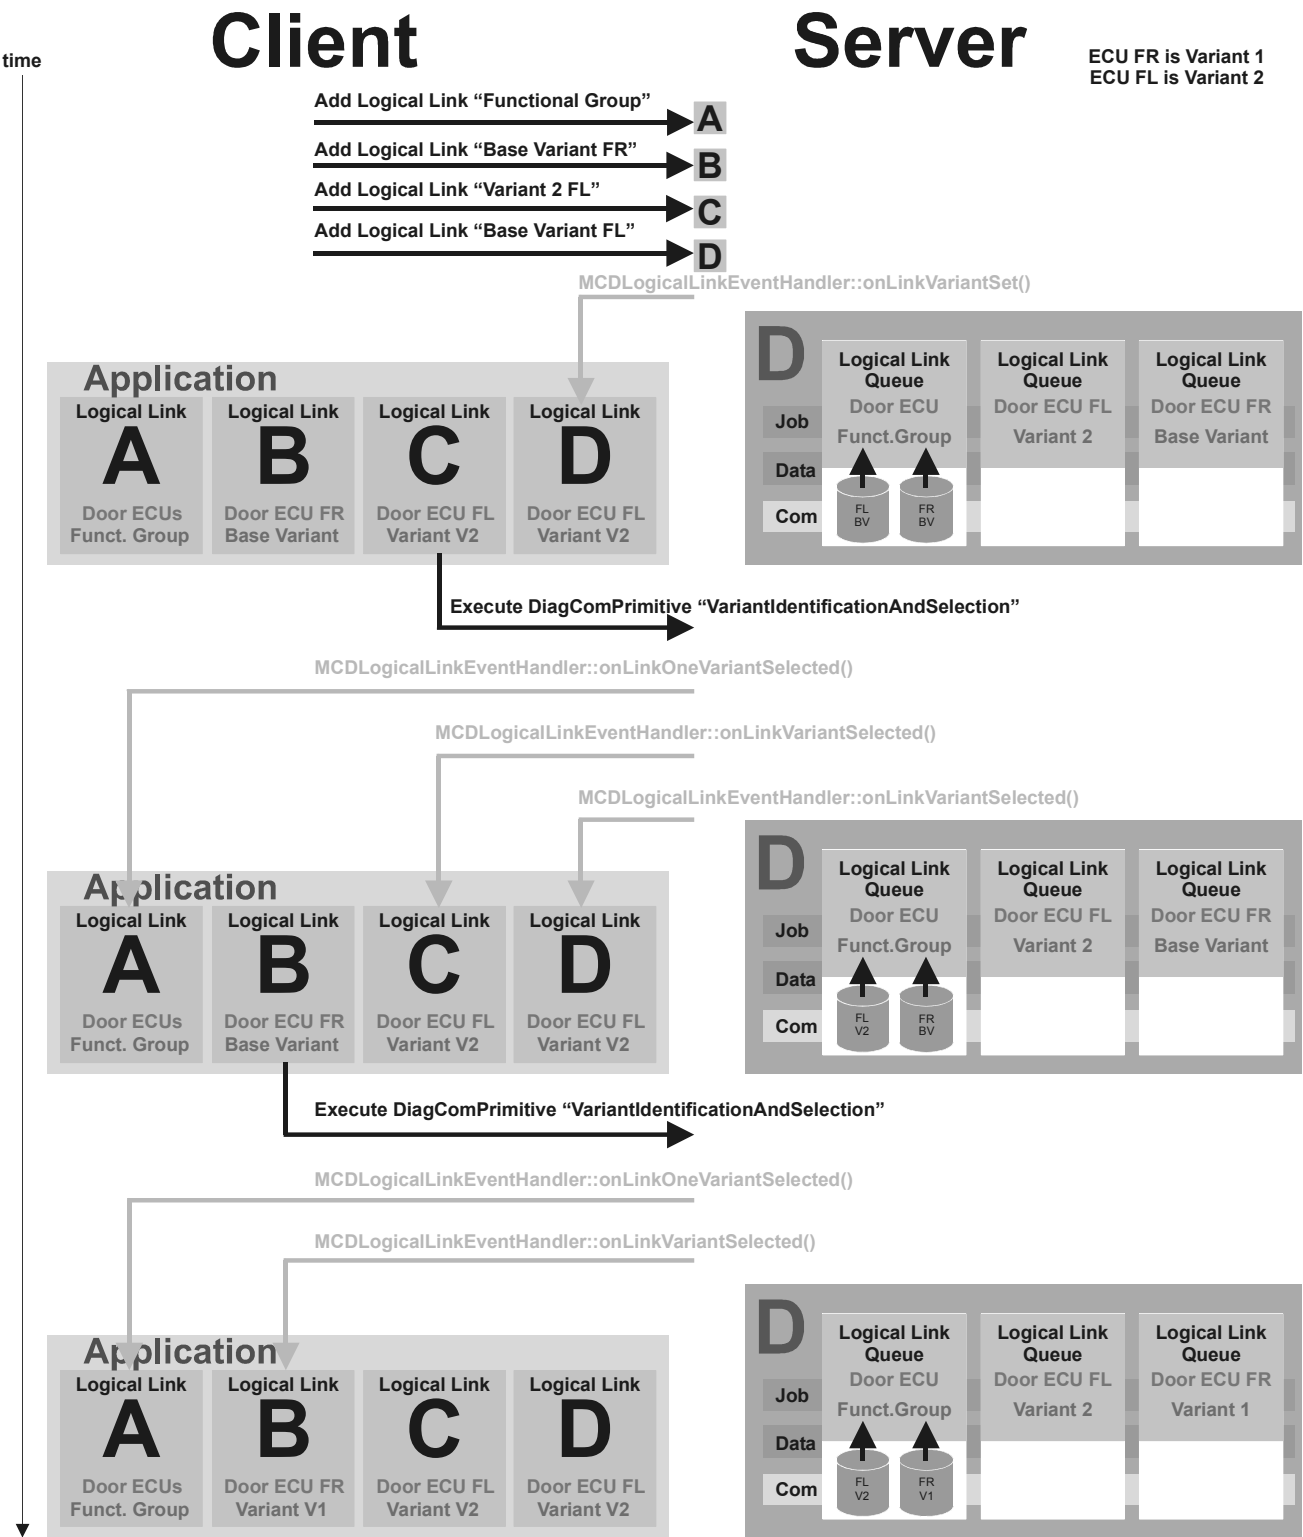 Client
Server
time
ECU FR is Variant 1
ECU FL is Variant 2
Add Logical Link “Functional Group”
A
Add Logical Link “Base Variant FR”
B
Add Logical Link “Variant 2 FL”
C
Add Logical Link “Base Variant FL”
D
MCDLogicalLinkEventHandler::onLinkVariantSet()
Application
Logical Link
A
Door ECUs
Funct. Group
Logical Link
B
Door ECU FR
Base Variant
Logical Link
C
Door ECU FL
Variant V2
Logical Link
D
Door ECU FL
Variant V2
D
Job
Data
Com
Logical Link
Queue
Door ECU
Funct.Group
FL
BV
FR
BV
Logical Link
Queue
Door ECU FL
Variant 2
Logical Link
Queue
Door ECU FR
Base Variant
Execute DiagComPrimitive “VariantIdentificationAndSelection”
MCDLogicalLinkEventHandler::onLinkOneVariantSelected()
MCDLogicalLinkEventHandler::onLinkVariantSelected()
MCDLogicalLinkEventHandler::onLinkVariantSelected()
Application
Logical Link
A
Door ECUs
Funct. Group
Logical Link
B
Door ECU FR
Base Variant
Logical Link
C
Door ECU FL
Variant V2
Logical Link
D
Door ECU FL
Variant V2
D
Job
Data
Com
Logical Link
Queue
Door ECU
Funct.Group
FL
V2
FR
BV
Logical Link
Queue
Door ECU FL
Variant 2
Logical Link
Queue
Door ECU FR
Base Variant
Execute DiagComPrimitive “VariantIdentificationAndSelection”
MCDLogicalLinkEventHandler::onLinkOneVariantSelected()
MCDLogicalLinkEventHandler::onLinkVariantSelected()
Application
Logical Link
A
Door ECUs
Funct. Group
Logical Link
B
Door ECU FR
Variant V1
Logical Link
C
Door ECU FL
Variant V2
Logical Link
D
Door ECU FL
Variant V2
D
Job
Data
Com
Logical Link
Queue
Door ECU
Funct.Group
FL
V2
FR
V1
Logical Link
Queue
Door ECU FL
Variant 2
Logical Link
Queue
Door ECU FR
Variant 1